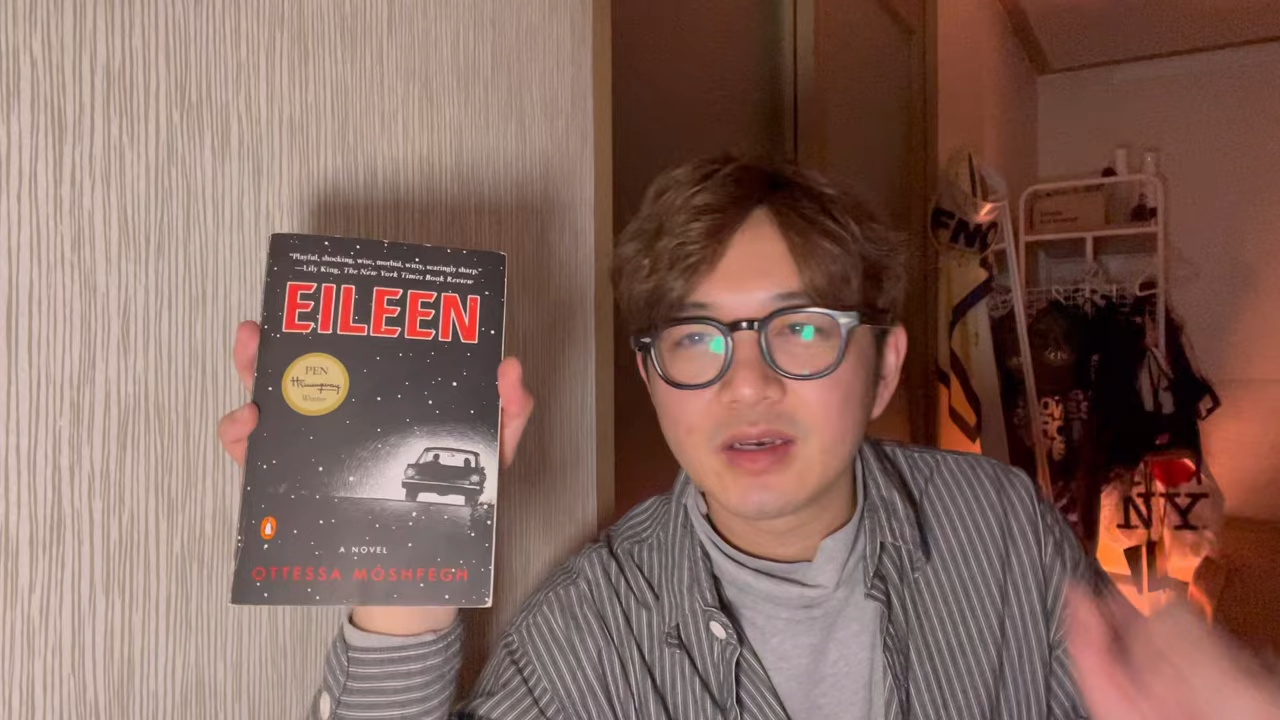 "Playful, shocking, wise, morbid, witty, searingly sharp."
—Lily King, The New York Times Book Review
EILEEN
PEN
Hemingway
Winner
A NOVEL
OTTESSA MOSHFEGH
NY